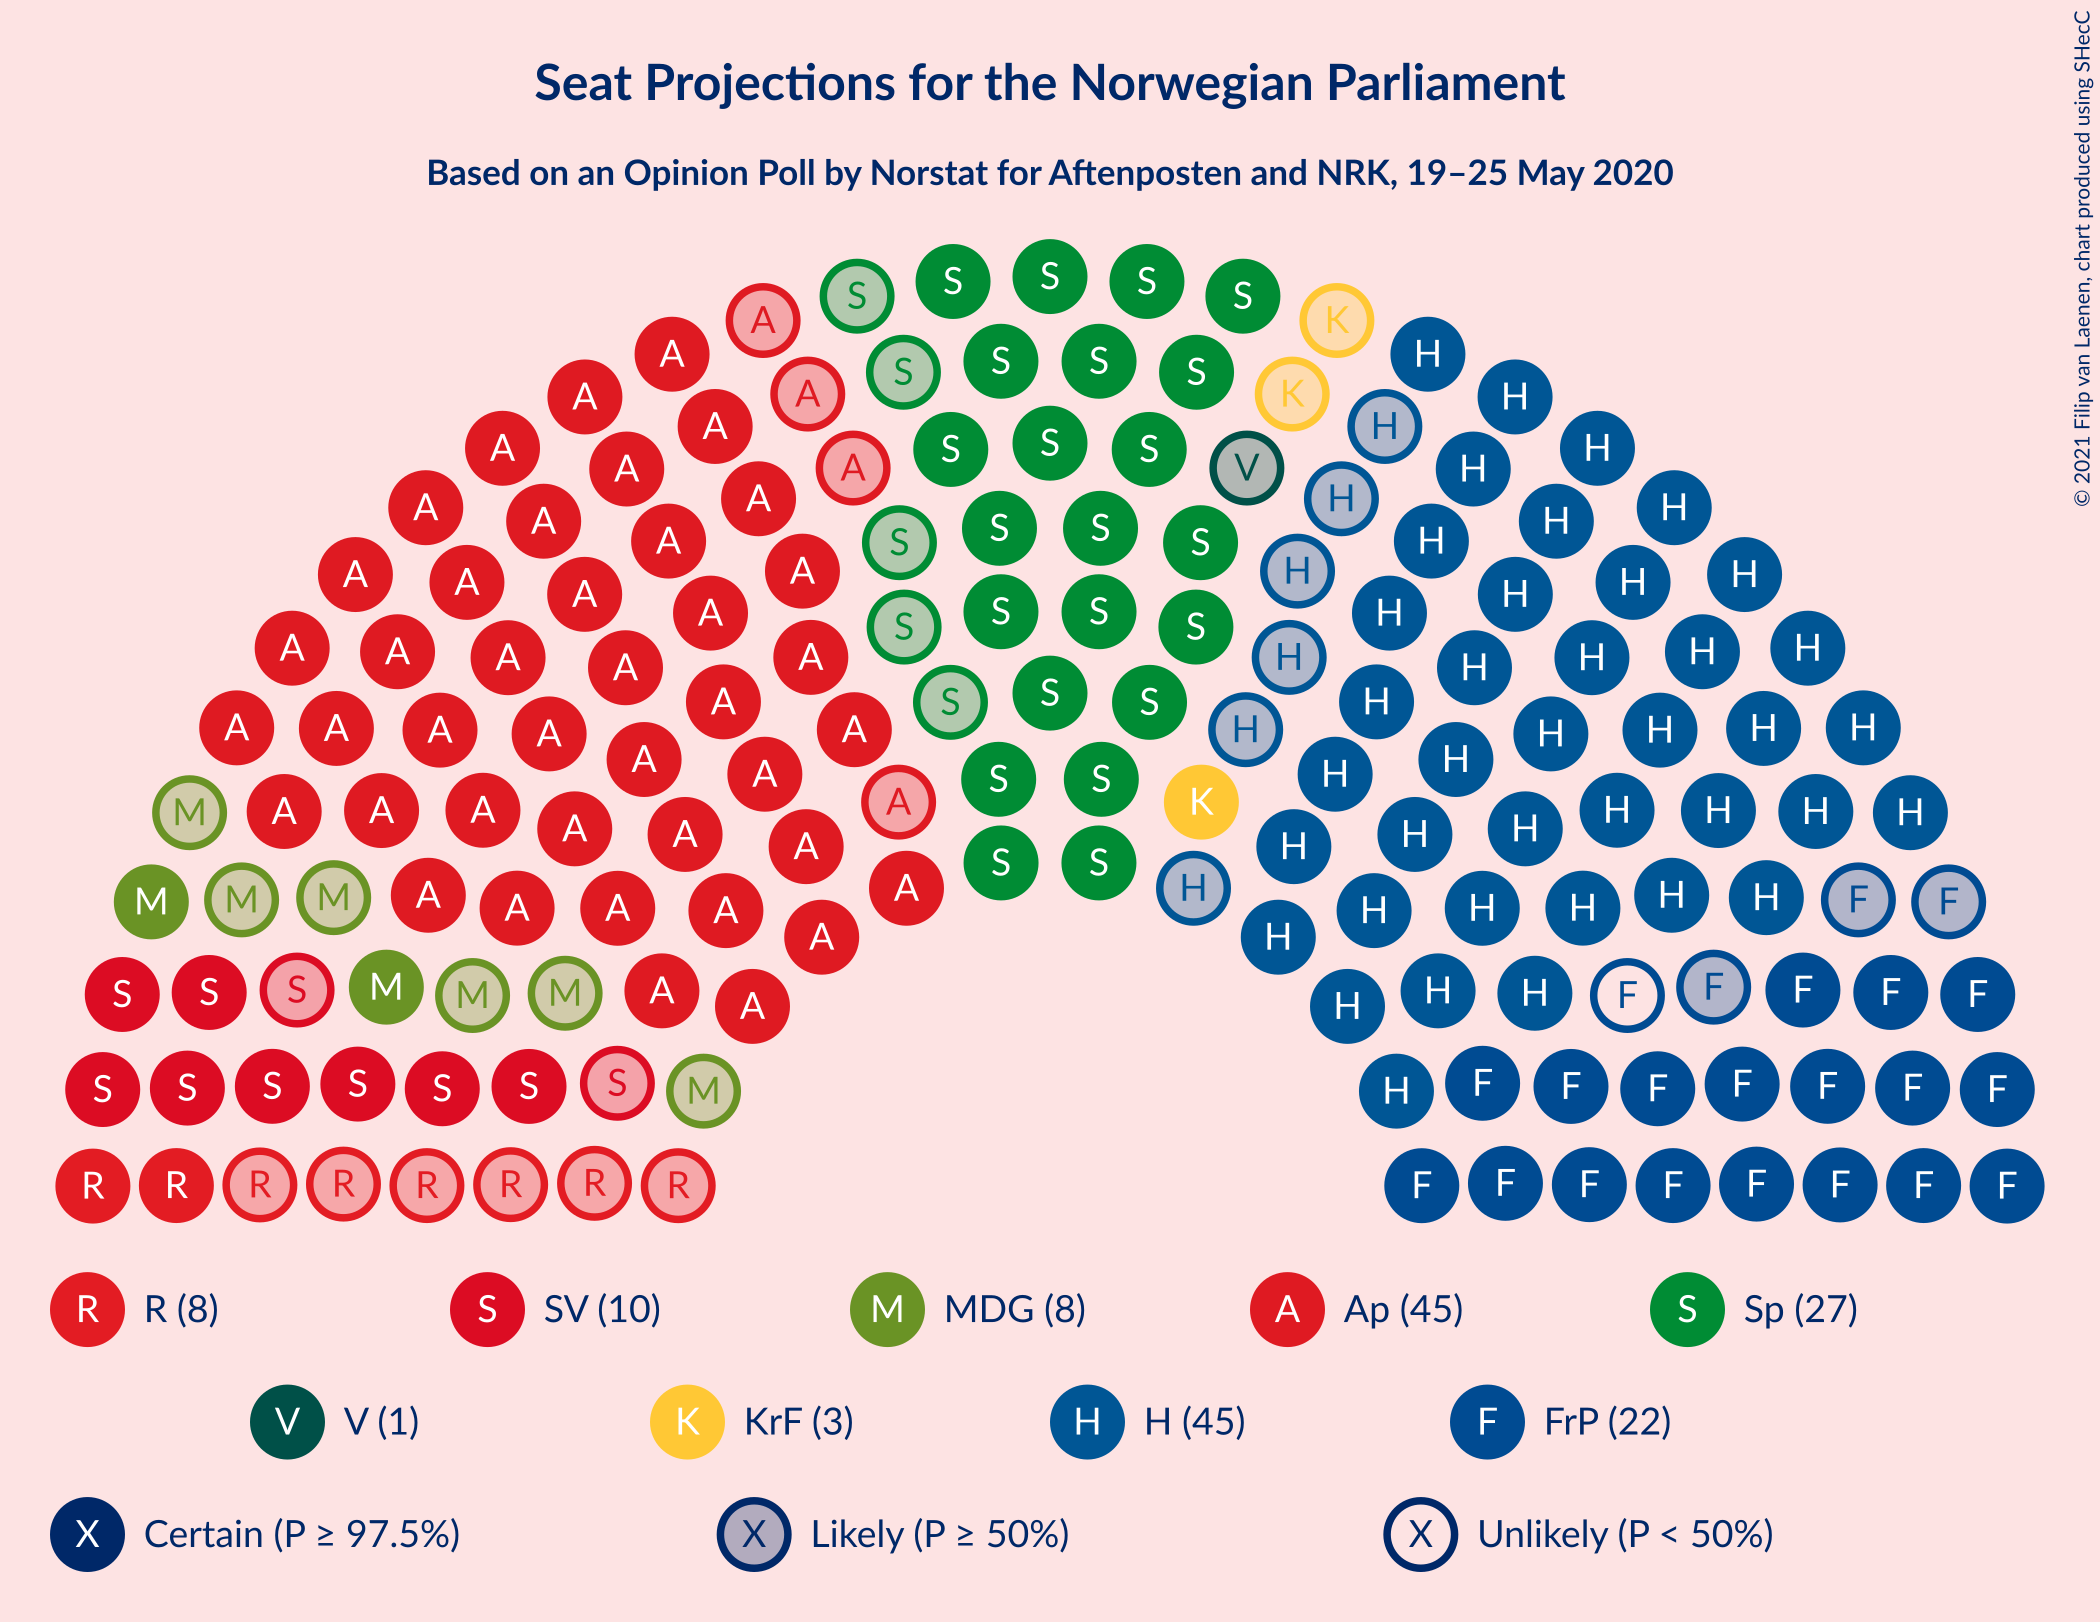 Seat Projections for the Norwegian Parliament
Based on an Opinion Poll by Norstat for Aftenposten and NRK, 19–25 May 2020
© 2021 Filip van Laenen, chart produced using SHecC
S S S S S
A S K
A S S S S K H
A A A S S S V H H
A A A H H H
A A A A S S S S H H H H
A A A A S S S S H H H H
A A A A A S S S H H H H H
A A A A A S S K H H H H H
M A A A A A A A S S H H H H H H H H
M M M A A A A A A H H H H H H F F
S S S M M M A A H H H F F F F F
S S S S S S S M H F F F F F F F
R R R R R R R R F F F F F F F F
R R (8) S SV (10) M MDG (8) A Ap (45) S Sp (27)
V V (1) K KrF (3) H H (45) F FrP (22)
X Certain (P ≥ 97.5%) X Likely (P ≥ 50%) X Unlikely (P < 50%)